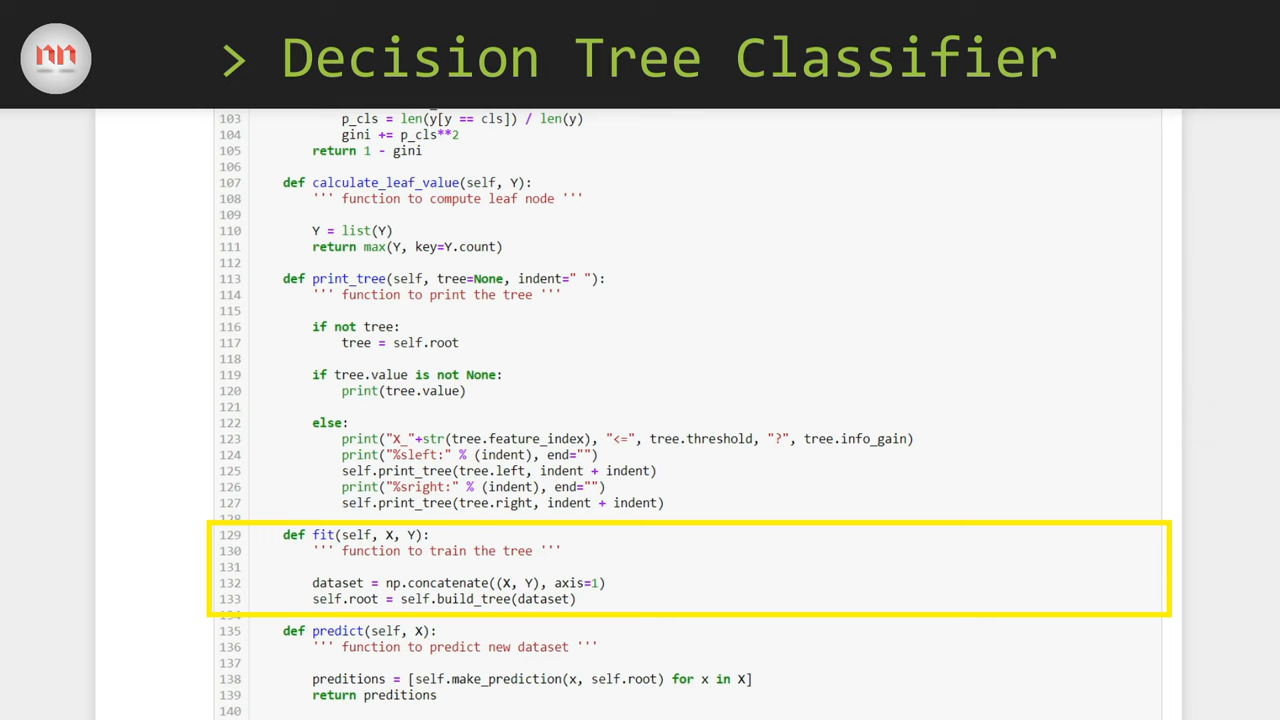 nn
> Decision Tree Classifier
103 p_cls = len(y[y == cls]) / len(y)
104 gini += p_cls**2
105 return 1 - gini
106
107 def calculate_leaf_value(self, Y):
108 ''' function to compute leaf node '''
109
110 Y = list(Y)
111 return max(Y, key=Y.count)
112
113 def print_tree(self, tree=None, indent=" "):
114 ''' function to print the tree '''
115
116 if not tree:
117 tree = self.root
118
119 if tree.value is not None:
120 print(tree.value)
121
122 else:
123 print("X_"+str(tree.feature_index), "<=", tree.threshold, "?", tree.info_gain)
124 print("%sleft:" % (indent), end="")
125 self.print_tree(tree.left, indent + indent)
126 print("%sright:" % (indent), end="")
127 self.print_tree(tree.right, indent + indent)
128
129 def fit(self, X, Y):
130 ''' function to train the tree '''
131
132 dataset = np.concatenate((X, Y), axis=1)
133 self.root = self.build_tree(dataset)
134
135 def predict(self, X):
136 ''' function to predict new dataset '''
137
138 preditions = [self.make_prediction(x, self.root) for x in X]
139 return preditions
140